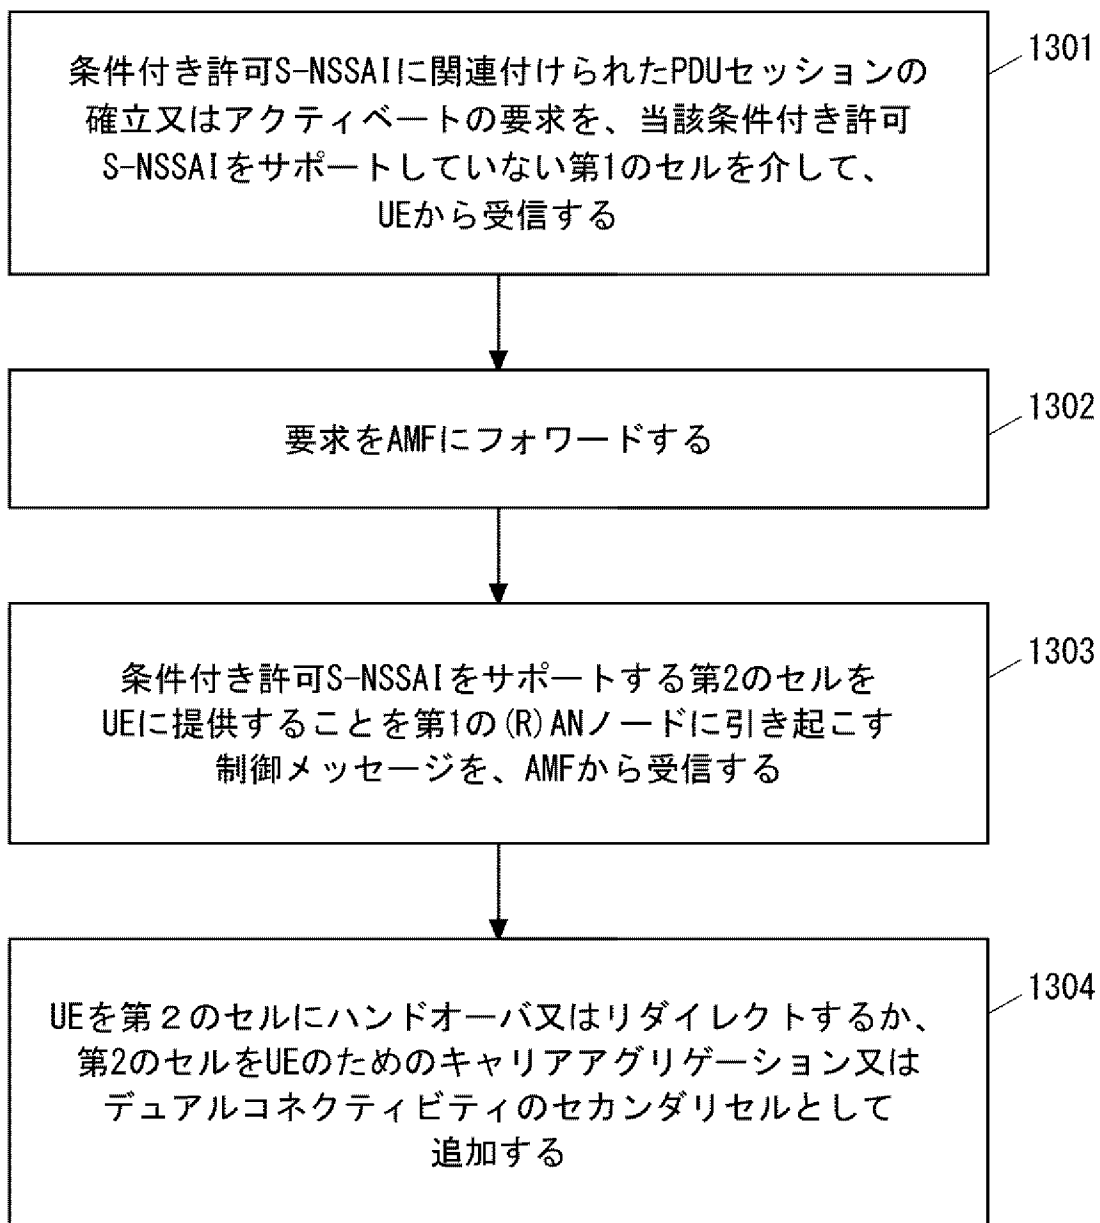 条件付き許可S-NSSAIに関連付けられたPDUセッションの
確立又はアクティベートの要求を、当該条件付き許可
S-NSSAIをサポートしていない第1のセルを介して、
UEから受信する
1301
要求をAMFにフォワードする
1302
条件付き許可S-NSSAIをサポートする第2のセルを
UEに提供することを第1の(R)ANノードに引き起こす
制御メッセージを、AMFから受信する
1303
UEを第２のセルにハンドオーバ又はリダイレクトするか、
第2のセルをUEのためのキャリアアグリゲーション又は
デュアルコネクティビティのセカンダリセルとして
追加する
1304